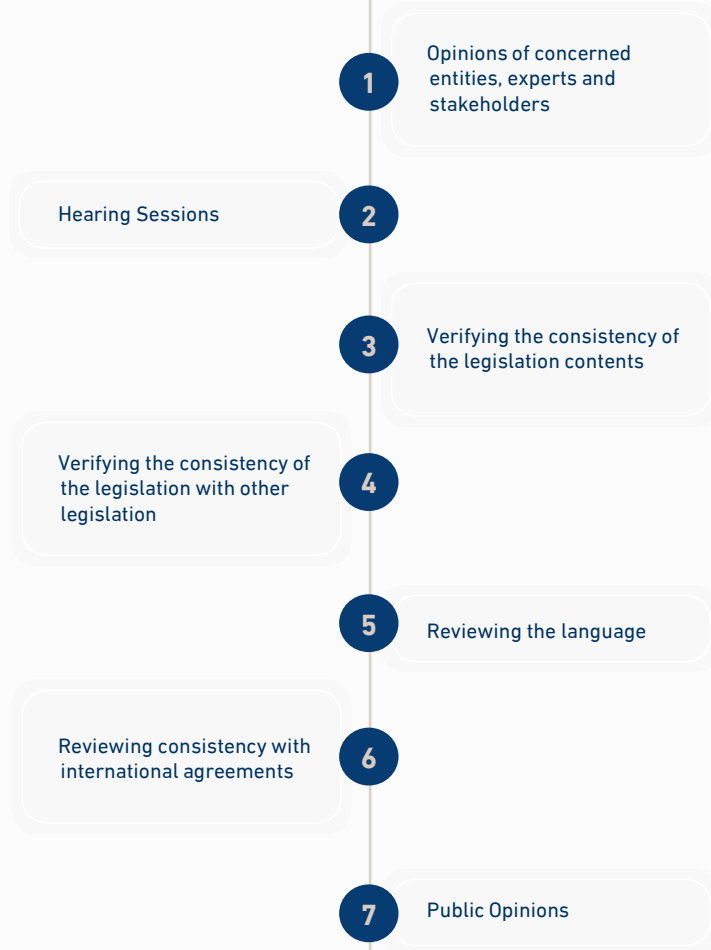 1
Opinions of concerned
entities, experts and
stakeholders
2
Hearing Sessions
3
Verifying the consistency of
the legislation contents
4
Verifying the consistency of
the legislation with other
legislation
5
Reviewing the language
6
Reviewing consistency with
international agreements
7
Public Opinions